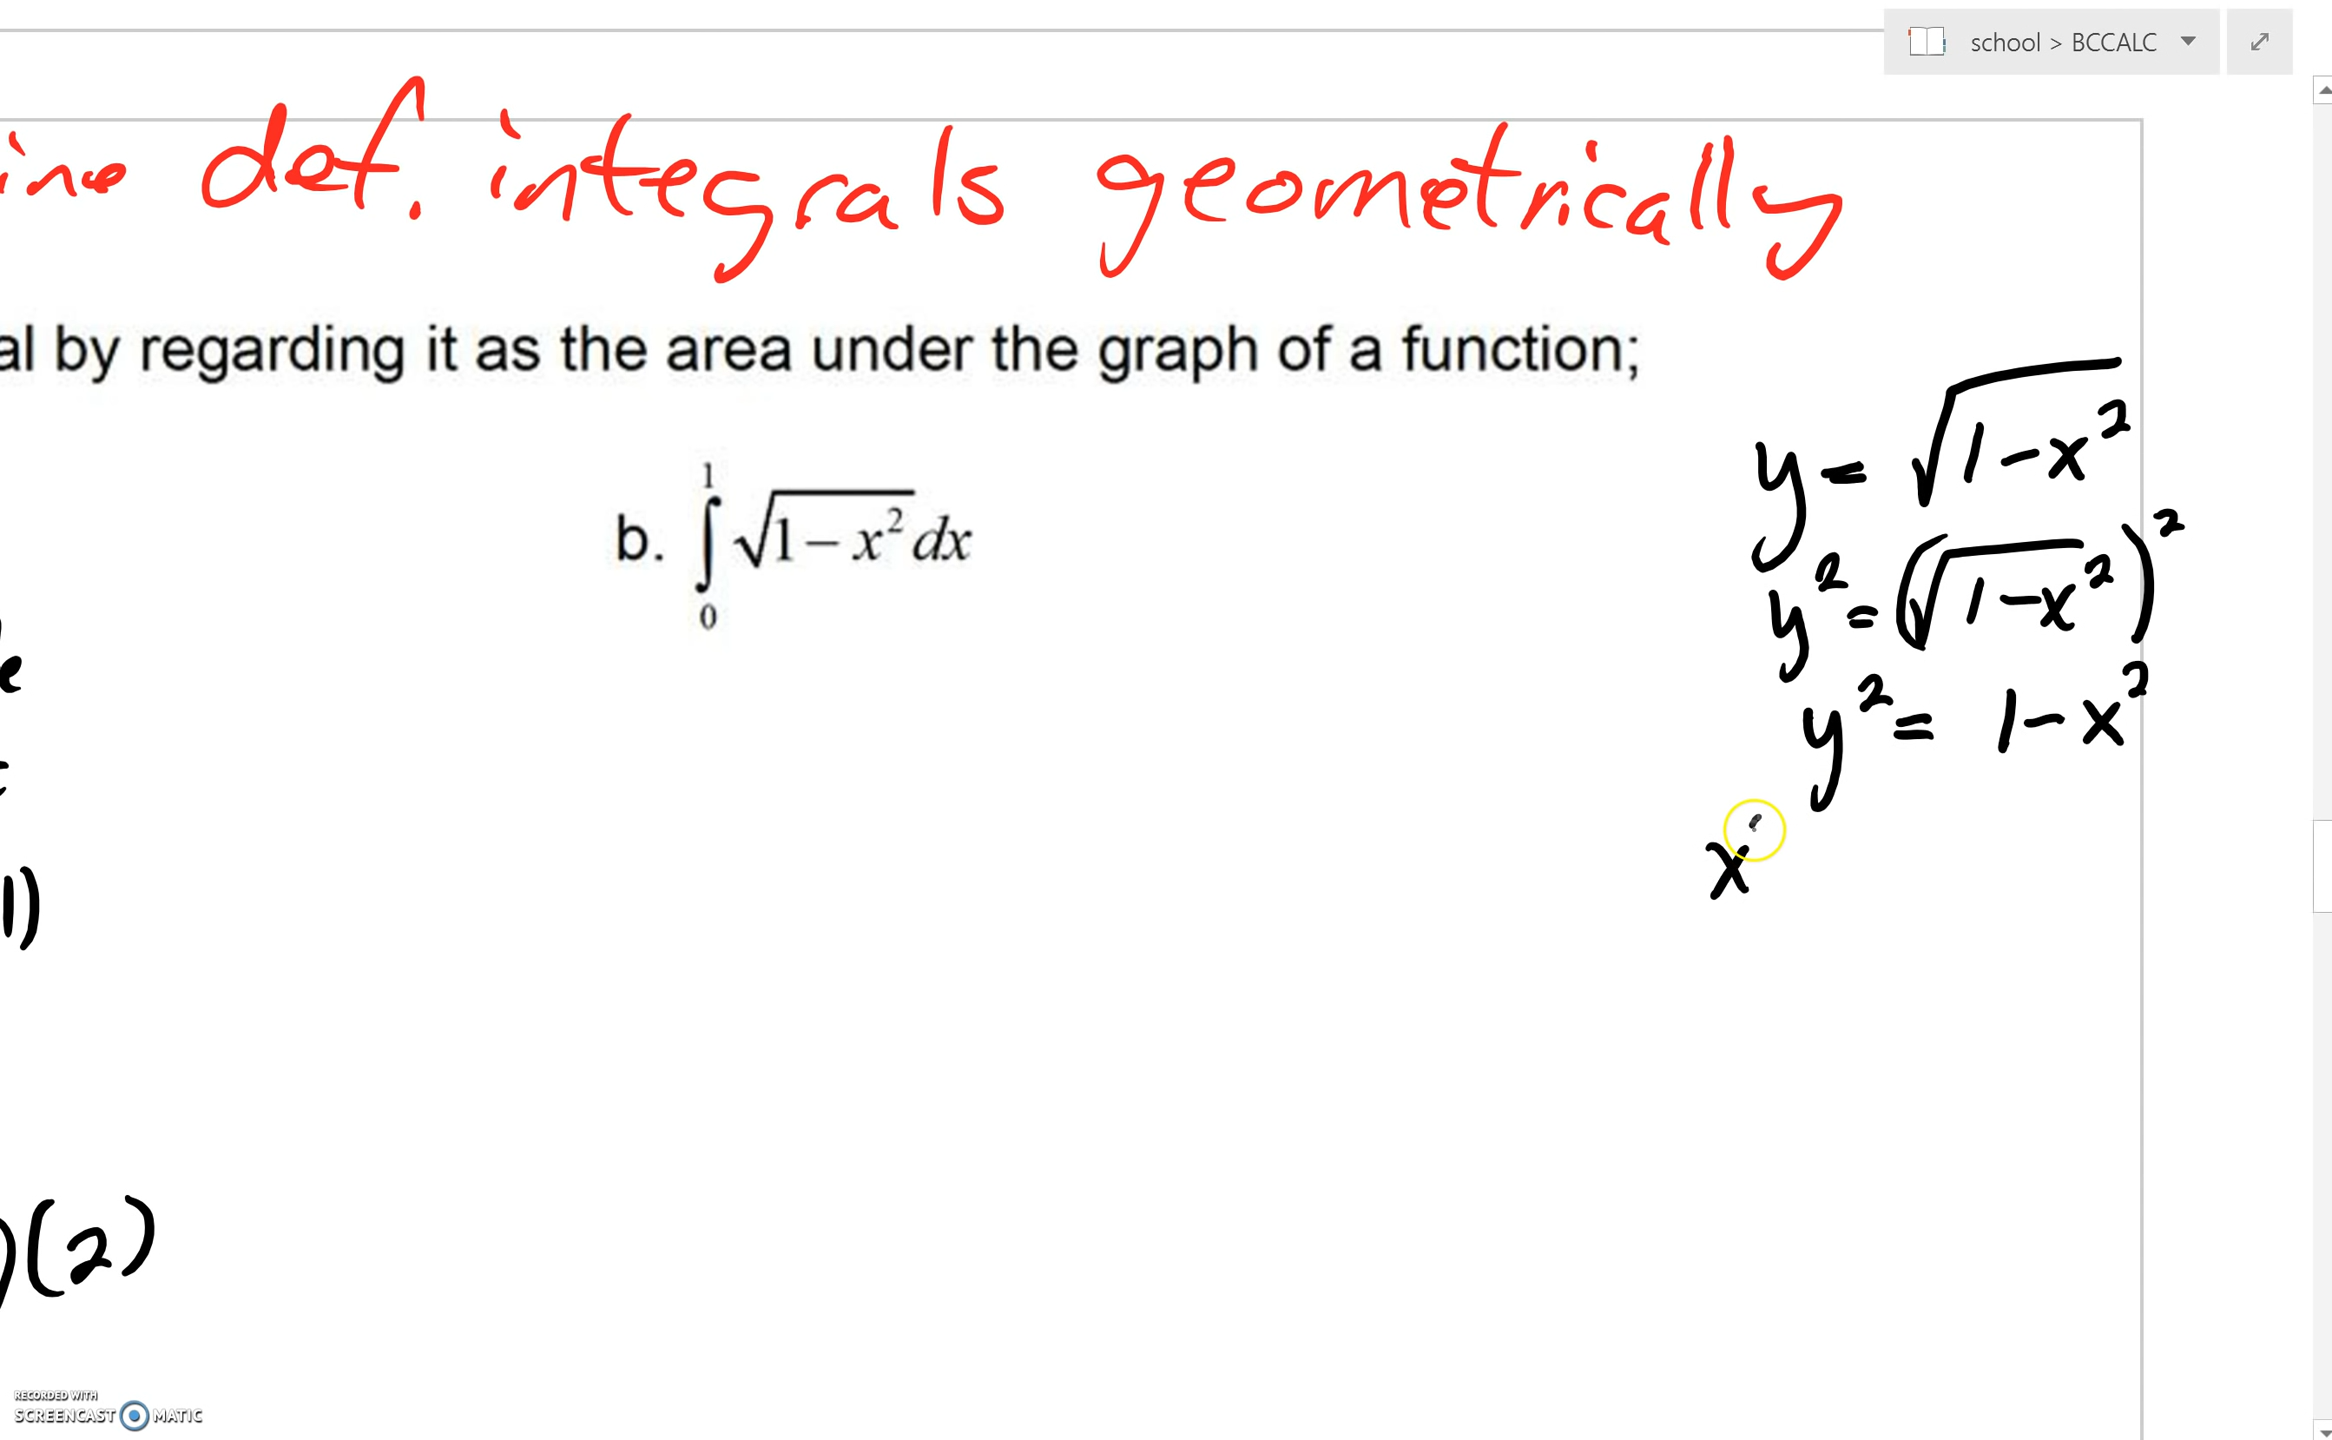 school > BCCALC
ine def. integrals geometrically
al by regarding it as the area under the graph of a function;
y = √1-x²
b. ∫₀¹ √1 − x² dx
y² = (√1-x²)²
e
y² = 1-x²
x
1)
)(2)
RECORDED WITH
SCREENCAST MATIC